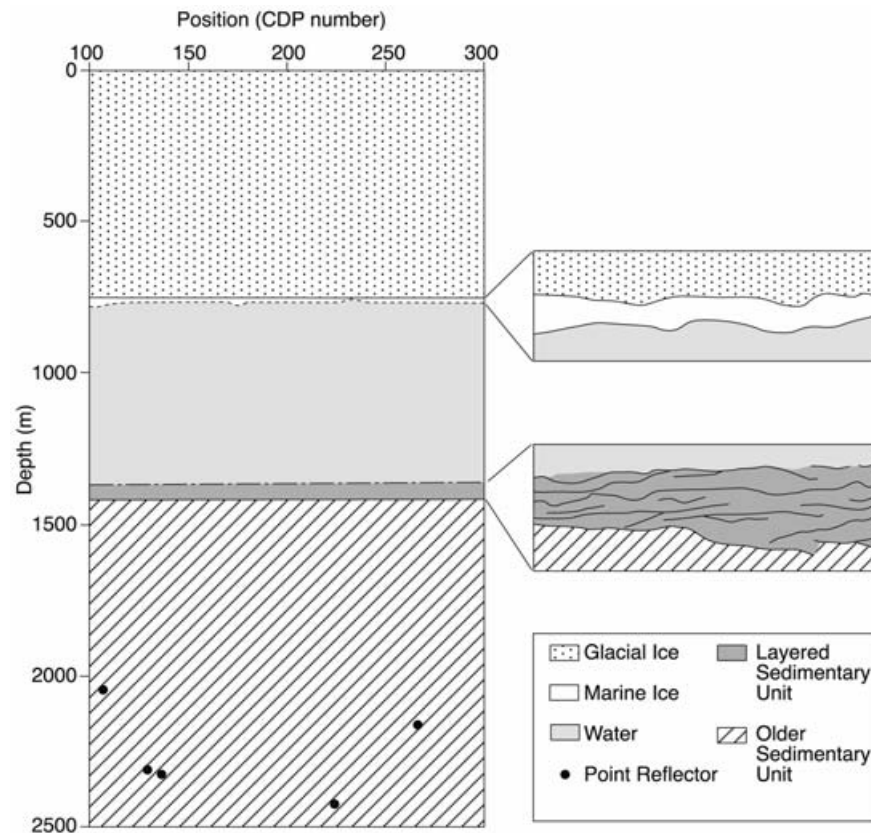 Position (CDP number)
100 150 200 250 300
0
500
1000
1500
2000
2500
Depth (m)
Glacial Ice
Marine Ice
Water
Point Reflector
Layered
Sedimentary
Unit
Older
Sedimentary
Unit